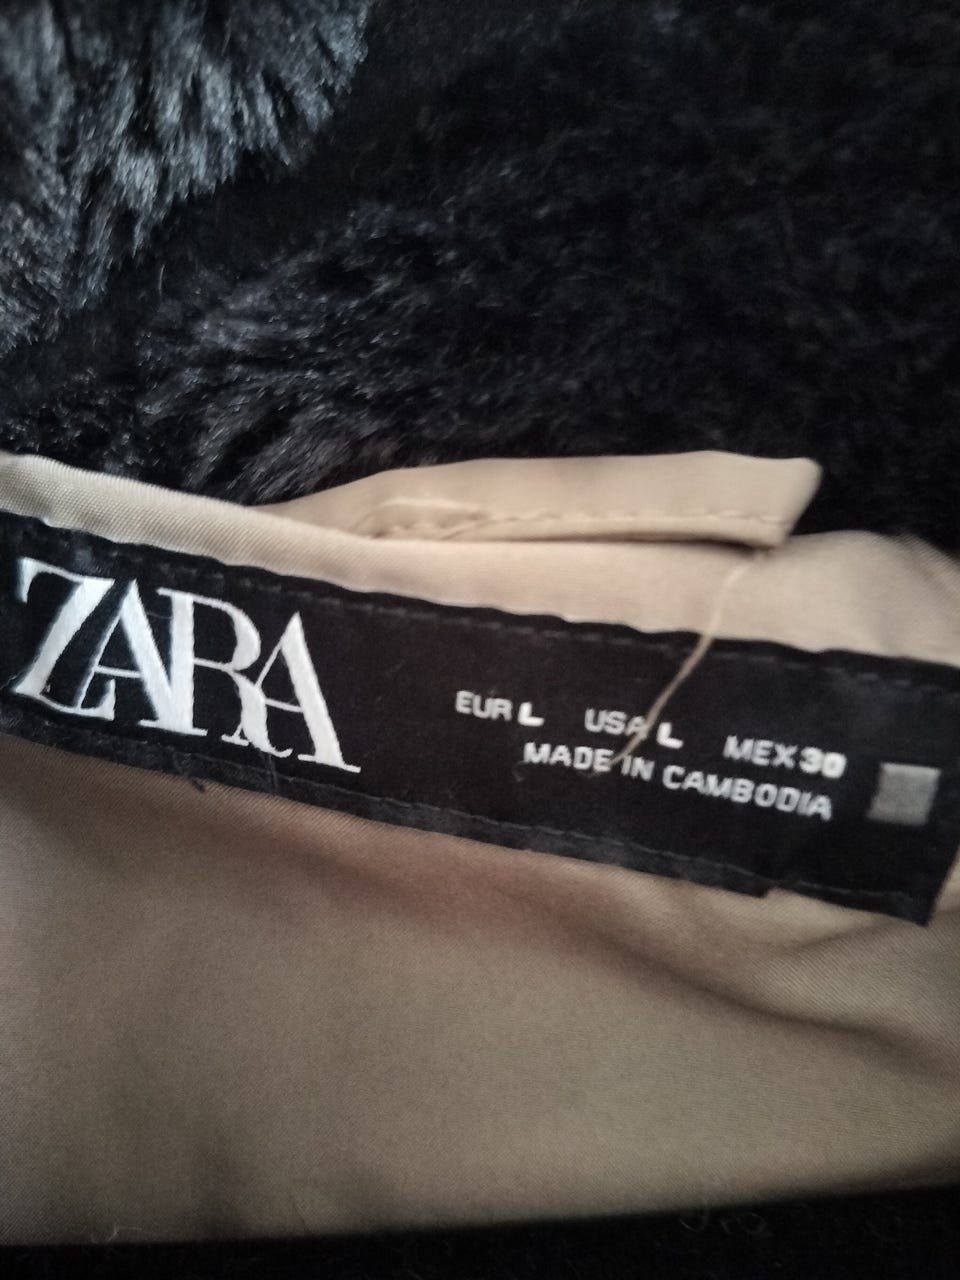 ZARA
EUR L USA L MEX 30
MADE IN CAMBODIA